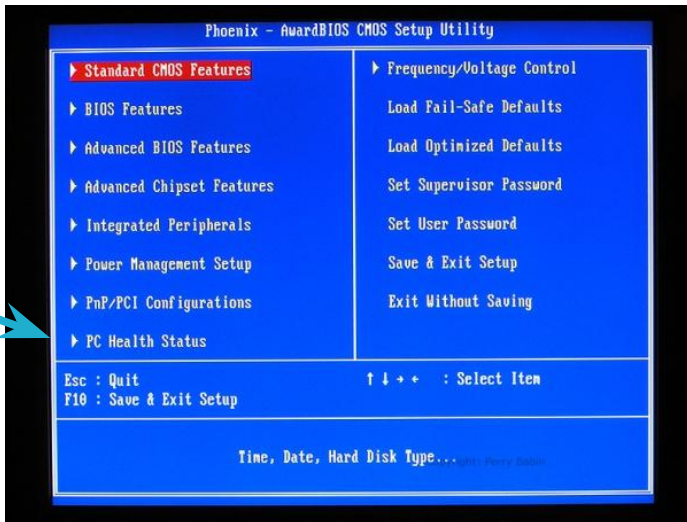 Phoenix - AwardBIOS CMOS Setup Utility
Standard CMOS Features
BIOS Features
Advanced BIOS Features
Advanced Chipset Features
Integrated Peripherals
Power Management Setup
PnP/PCI Configurations
PC Health Status
Frequency/Voltage Control
Load Fail-Safe Defaults
Load Optimized Defaults
Set Supervisor Password
Set User Password
Save & Exit Setup
Exit Without Saving
Esc : Quit
F10 : Save & Exit Setup
↑ ↓ → ← : Select Item
Time, Date, Hard Disk Type...